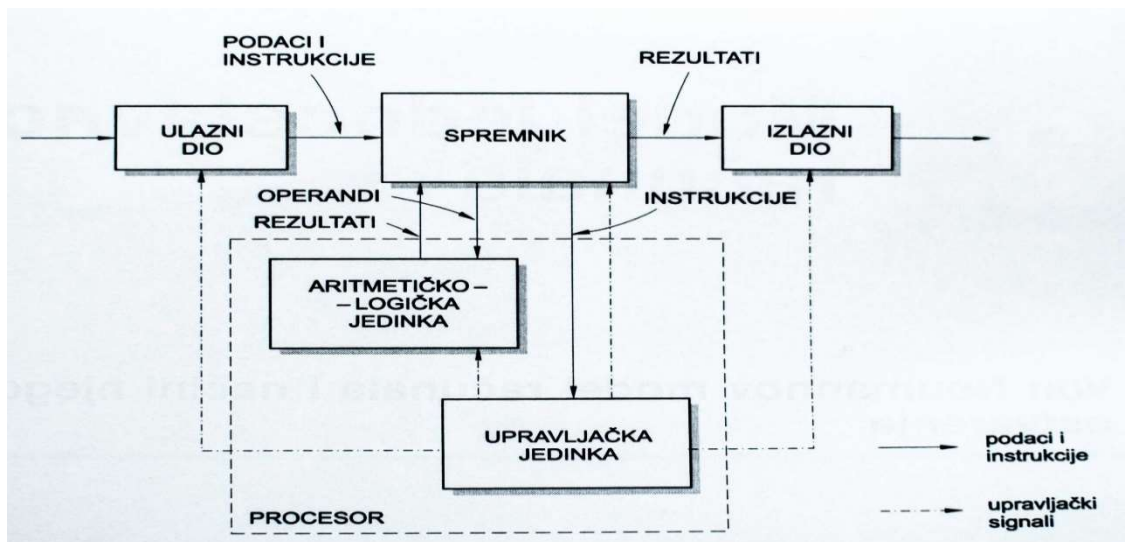 PODACI I
INSTRUKCIJE
REZULTATI
ULAZNI
DIO
SPREMNIK
IZLAZNI
DIO
OPERANDI
REZULTATI
INSTRUKCIJE
ARITMETIČKO–
–LOGIČKA
JEDINKA
UPRAVLJAČKA
JEDINKA
PROCESOR
podaci i
instrukcije
upravljački
signali